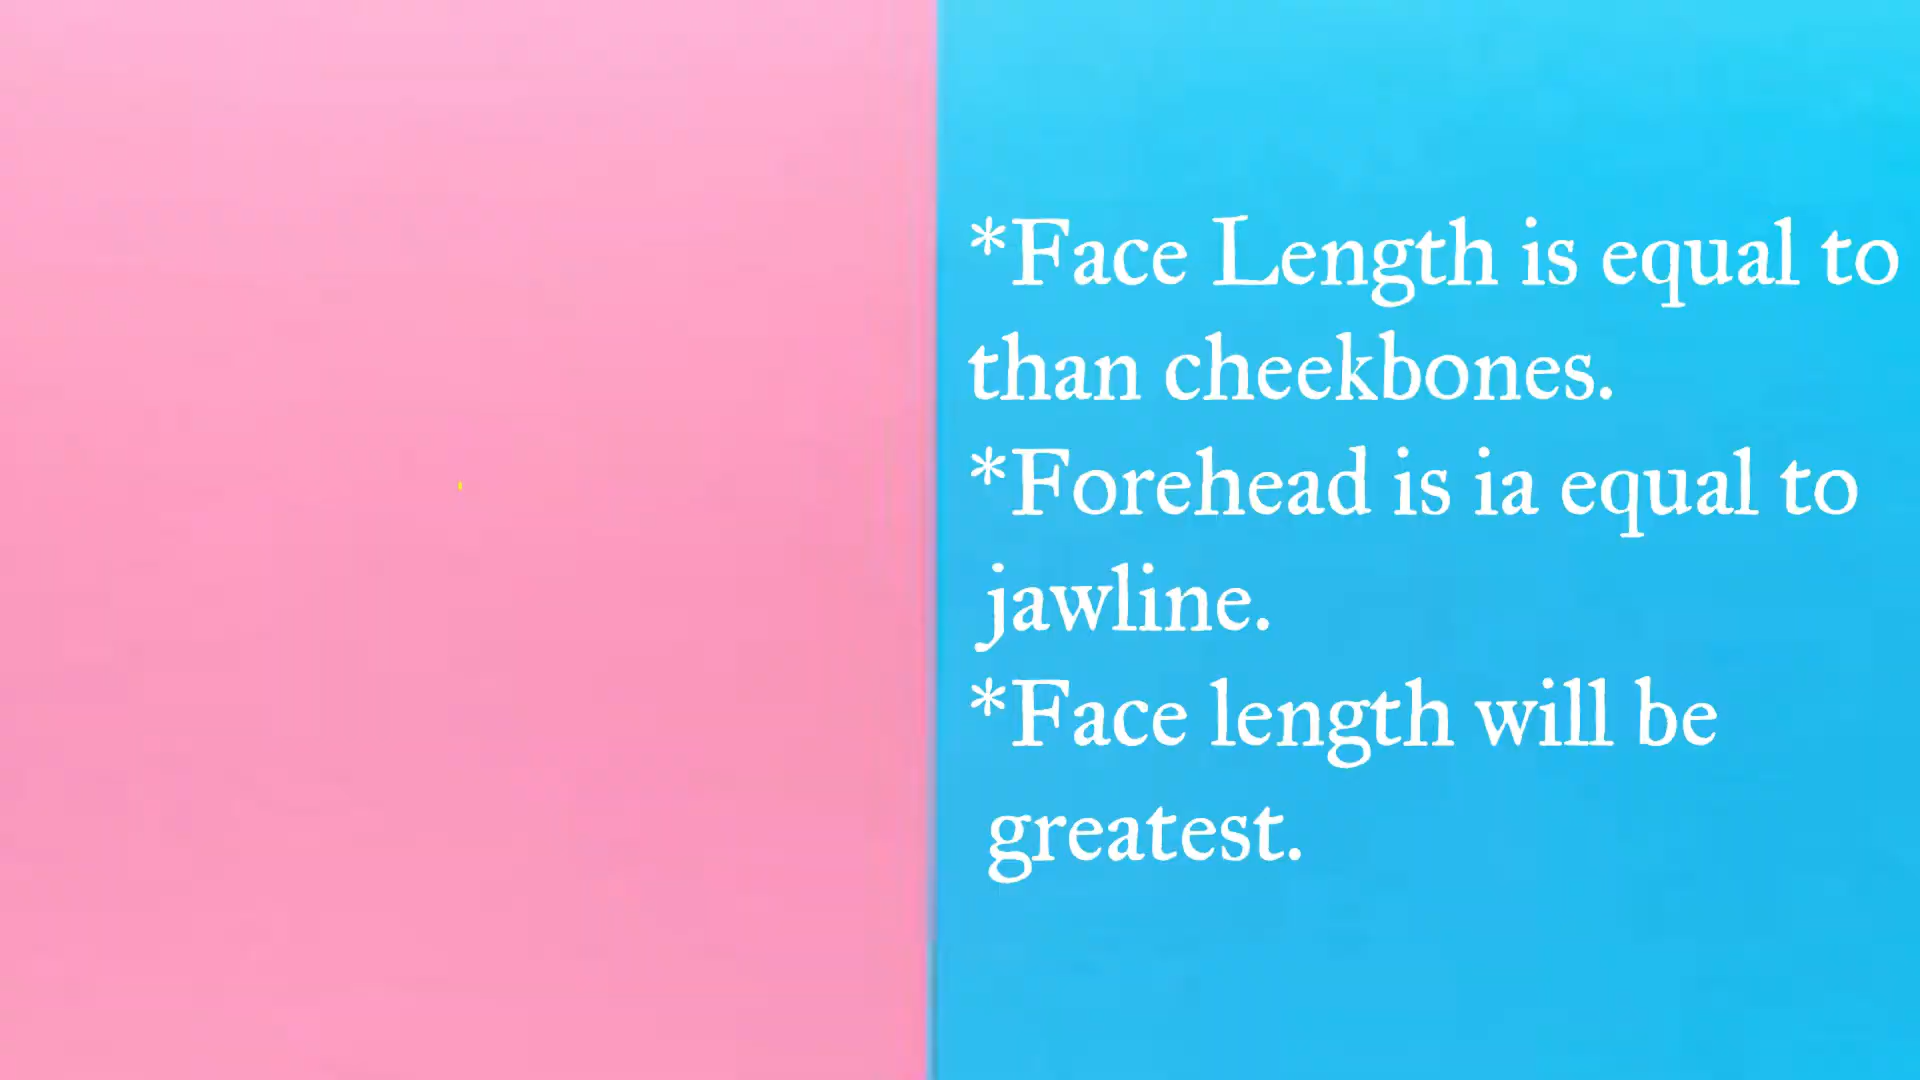 *Face Length is equal to
than cheekbones.
*Forehead is ia equal to
jawline.
*Face length will be
greatest.